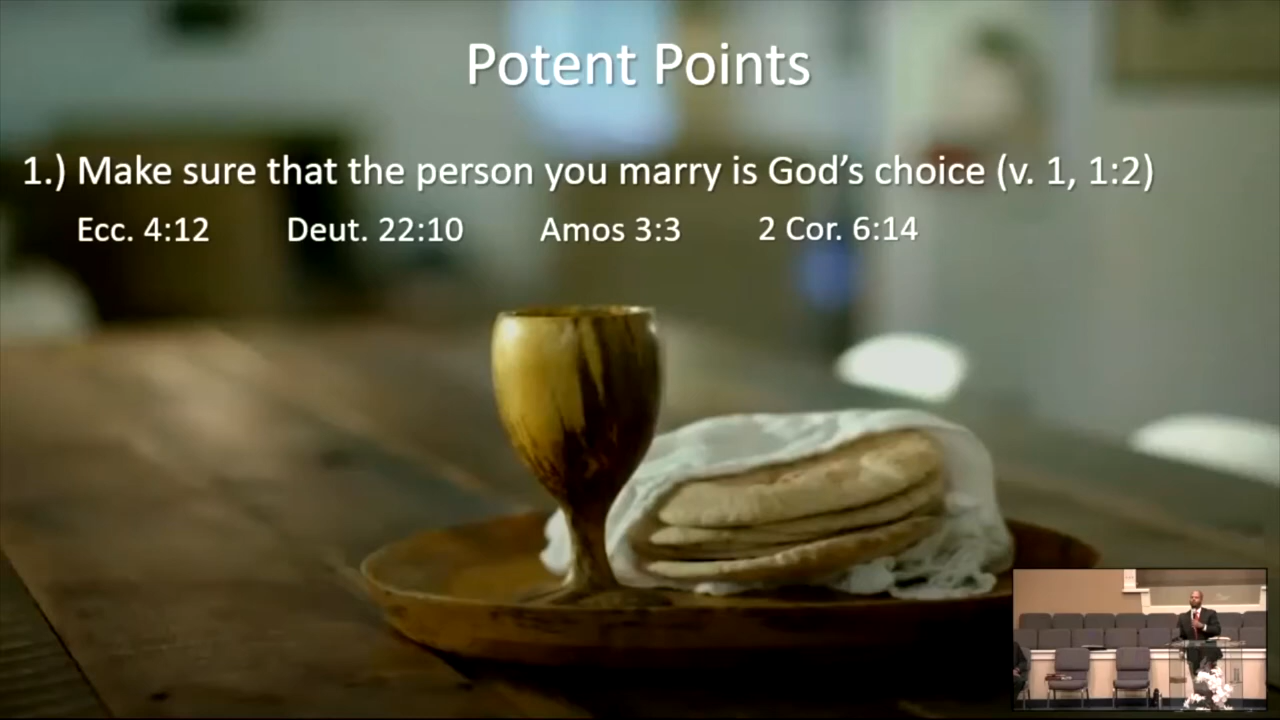 Potent Points
1.) Make sure that the person you marry is God’s choice (v. 1, 1:2)
Ecc. 4:12 Deut. 22:10 Amos 3:3 2 Cor. 6:14